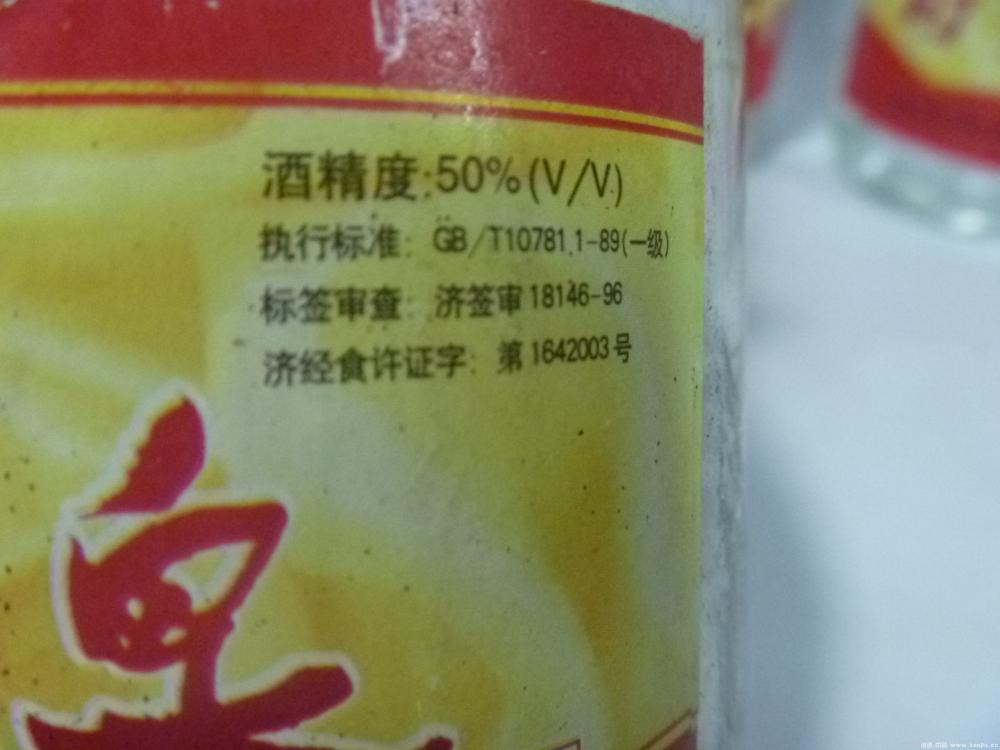 酒精度:50%(V/V)
执行标准: GB/T10781.1-89(一级)
标签审查: 济签审18146-96
济经食许证字: 第1642003号